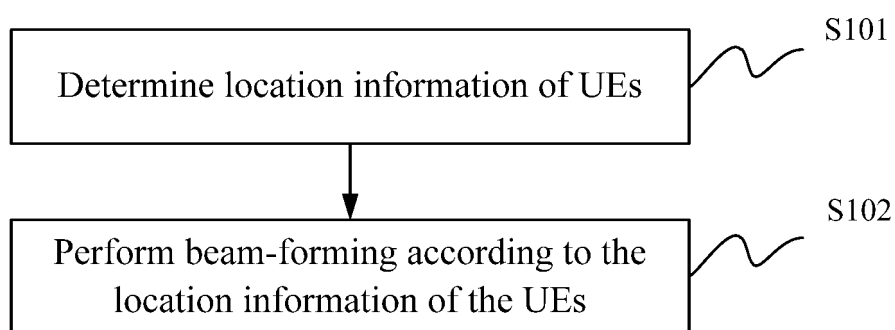 S101
Determine location information of UEs
S102
Perform beam-forming according to the
location information of the UEs